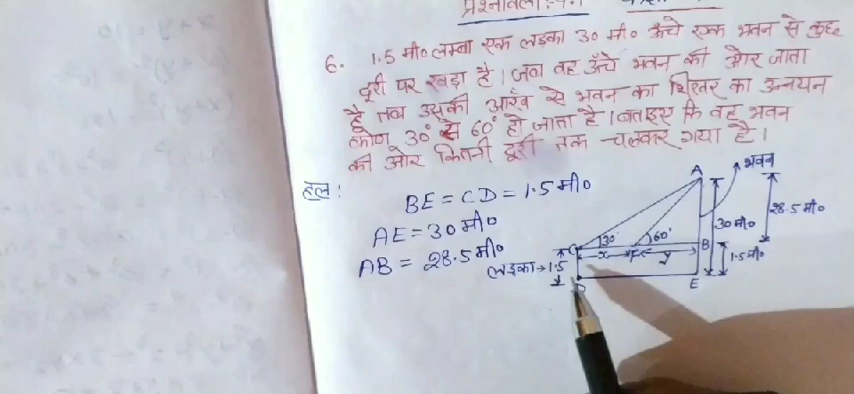 प्रश्नावली: 9.1
6. 1.5 मी० लम्बा एक लड़का 30 मी० ऊँचे एक भवन से कुछ
दूरी पर खड़ा है। जब वह ऊँचे भवन की ओर जाता
है तब उसकी आँख से भवन का शिखर का उन्नयन
कोण 30° से 60° हो जाता है। बताइए कि वह भवन
की ओर कितनी दूरी तक चलकर गया है।
हल:
BE = CD = 1.5 मी०
AE = 30 मी०
AB = 28.5 मी०
A
भवन
28.5 मी०
30 मी०
30°
60°
C
F
B
x
y
1.5 मी०
लड़का→1.5
D
E